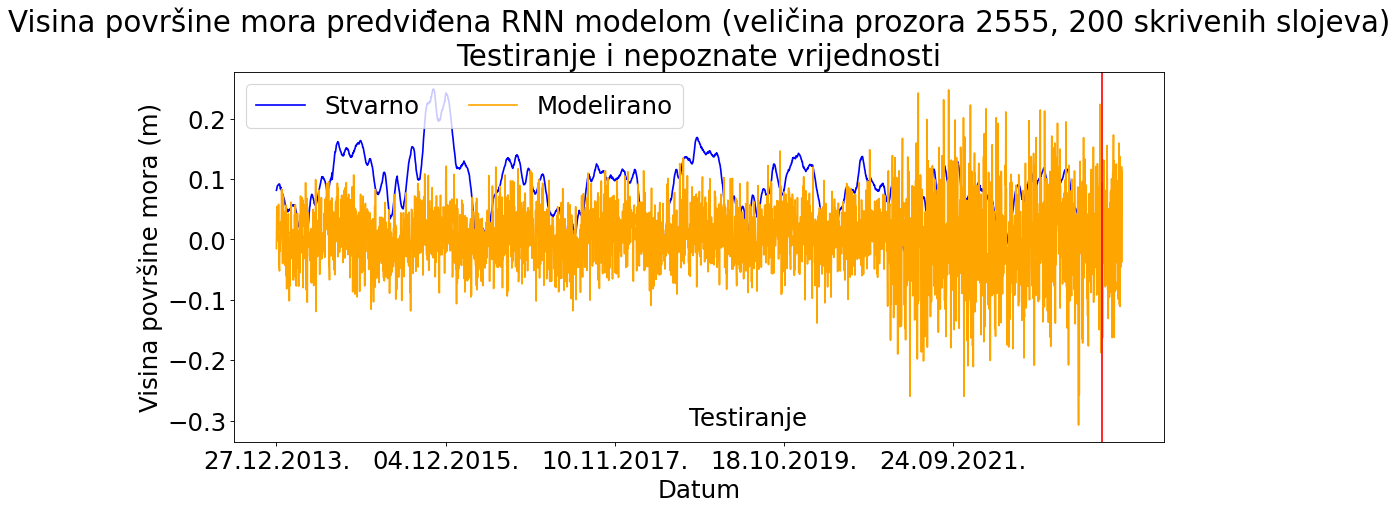 Visina površine mora predviđena RNN modelom (veličina prozora 2555, 200 skrivenih slojeva)
Testiranje i nepoznate vrijednosti
Stvarno Modelirano
Visina površine mora (m)
0.2
0.1
0.0
−0.1
−0.2
−0.3
Testiranje
27.12.2013. 04.12.2015. 10.11.2017. 18.10.2019. 24.09.2021.
Datum